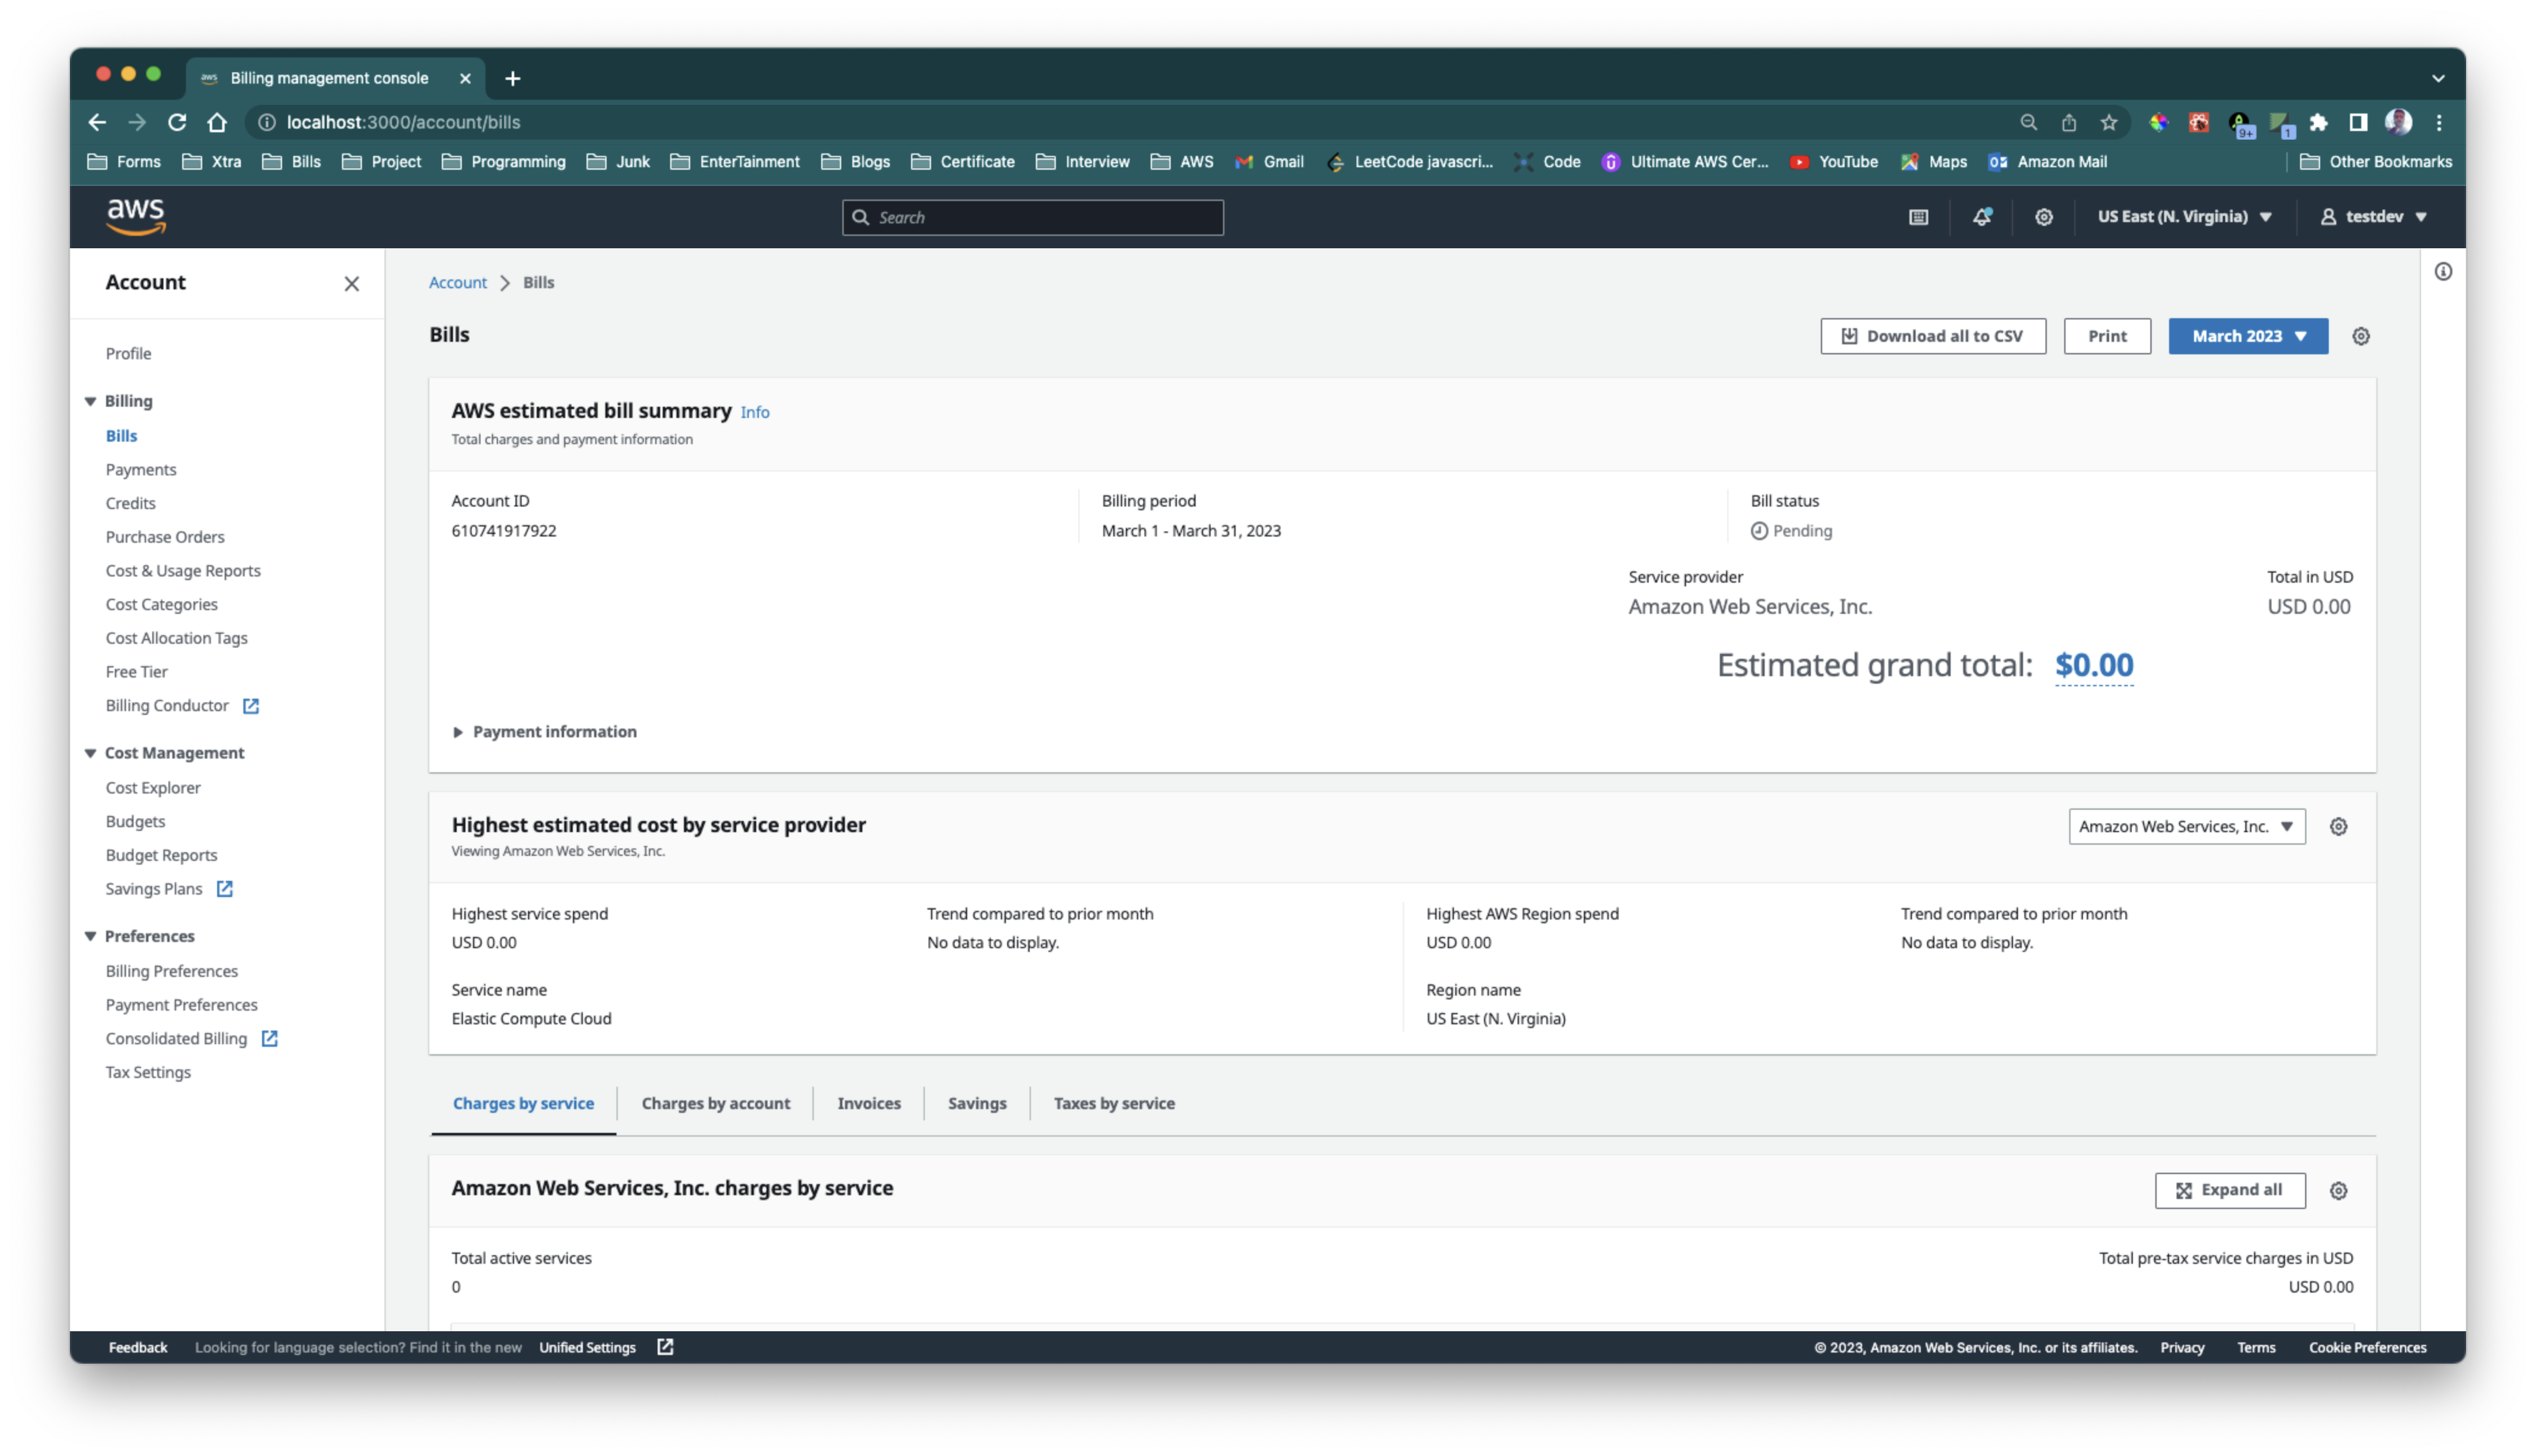 aws Billing management console
localhost:3000/account/bills
9+ 1
Forms Xtra Bills Project Programming Junk EnterTainment Blogs Certificate Interview AWS Gmail LeetCode javascri... Code Ultimate AWS Cer... YouTube Maps Amazon Mail Other Bookmarks
aws Search US East (N. Virginia) testdev
Account
Profile
Billing
Bills
Payments
Credits
Purchase Orders
Cost & Usage Reports
Cost Categories
Cost Allocation Tags
Free Tier
Billing Conductor
Cost Management
Cost Explorer
Budgets
Budget Reports
Savings Plans
Preferences
Billing Preferences
Payment Preferences
Consolidated Billing
Tax Settings
Account > Bills
Bills Download all to CSV Print March 2023
AWS estimated bill summary Info
Total charges and payment information
Account ID Billing period Bill status
610741917922 March 1 - March 31, 2023 Pending
Service provider Total in USD
Amazon Web Services, Inc. USD 0.00
Estimated grand total: $0.00
Payment information
Highest estimated cost by service provider Amazon Web Services, Inc.
Viewing Amazon Web Services, Inc.
Highest service spend Trend compared to prior month Highest AWS Region spend Trend compared to prior month
USD 0.00 No data to display. USD 0.00 No data to display.
Service name Region name
Elastic Compute Cloud US East (N. Virginia)
Charges by service Charges by account Invoices Savings Taxes by service
Amazon Web Services, Inc. charges by service Expand all
Total active services Total pre-tax service charges in USD
0 USD 0.00
Feedback Looking for language selection? Find it in the new Unified Settings © 2023, Amazon Web Services, Inc. or its affiliates. Privacy Terms Cookie Preferences